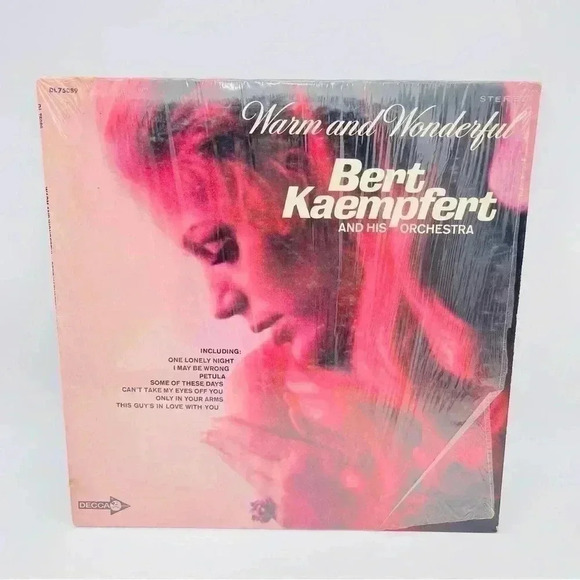 DL75089
STEREO
Warm and Wonderful
Bert
Kaempfert
AND HIS ORCHESTRA
INCLUDING:
ONE LONELY NIGHT
I MAY BE WRONG
PETULA
SOME OF THESE DAYS
CAN'T TAKE MY EYES OFF YOU
ONLY IN YOUR ARMS
THIS GUY'S IN LOVE WITH YOU
DECCA